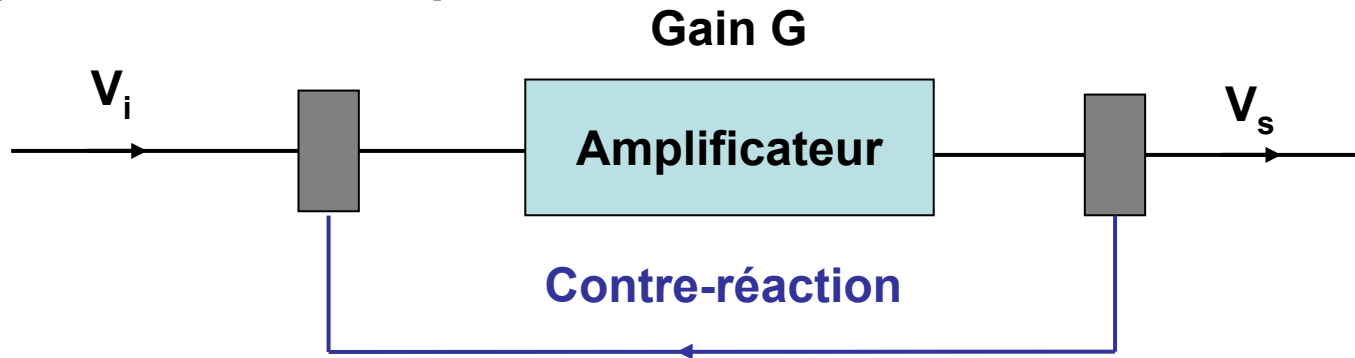 Gain G
Vᵢ
Amplificateur
Vₛ
Contre-réaction